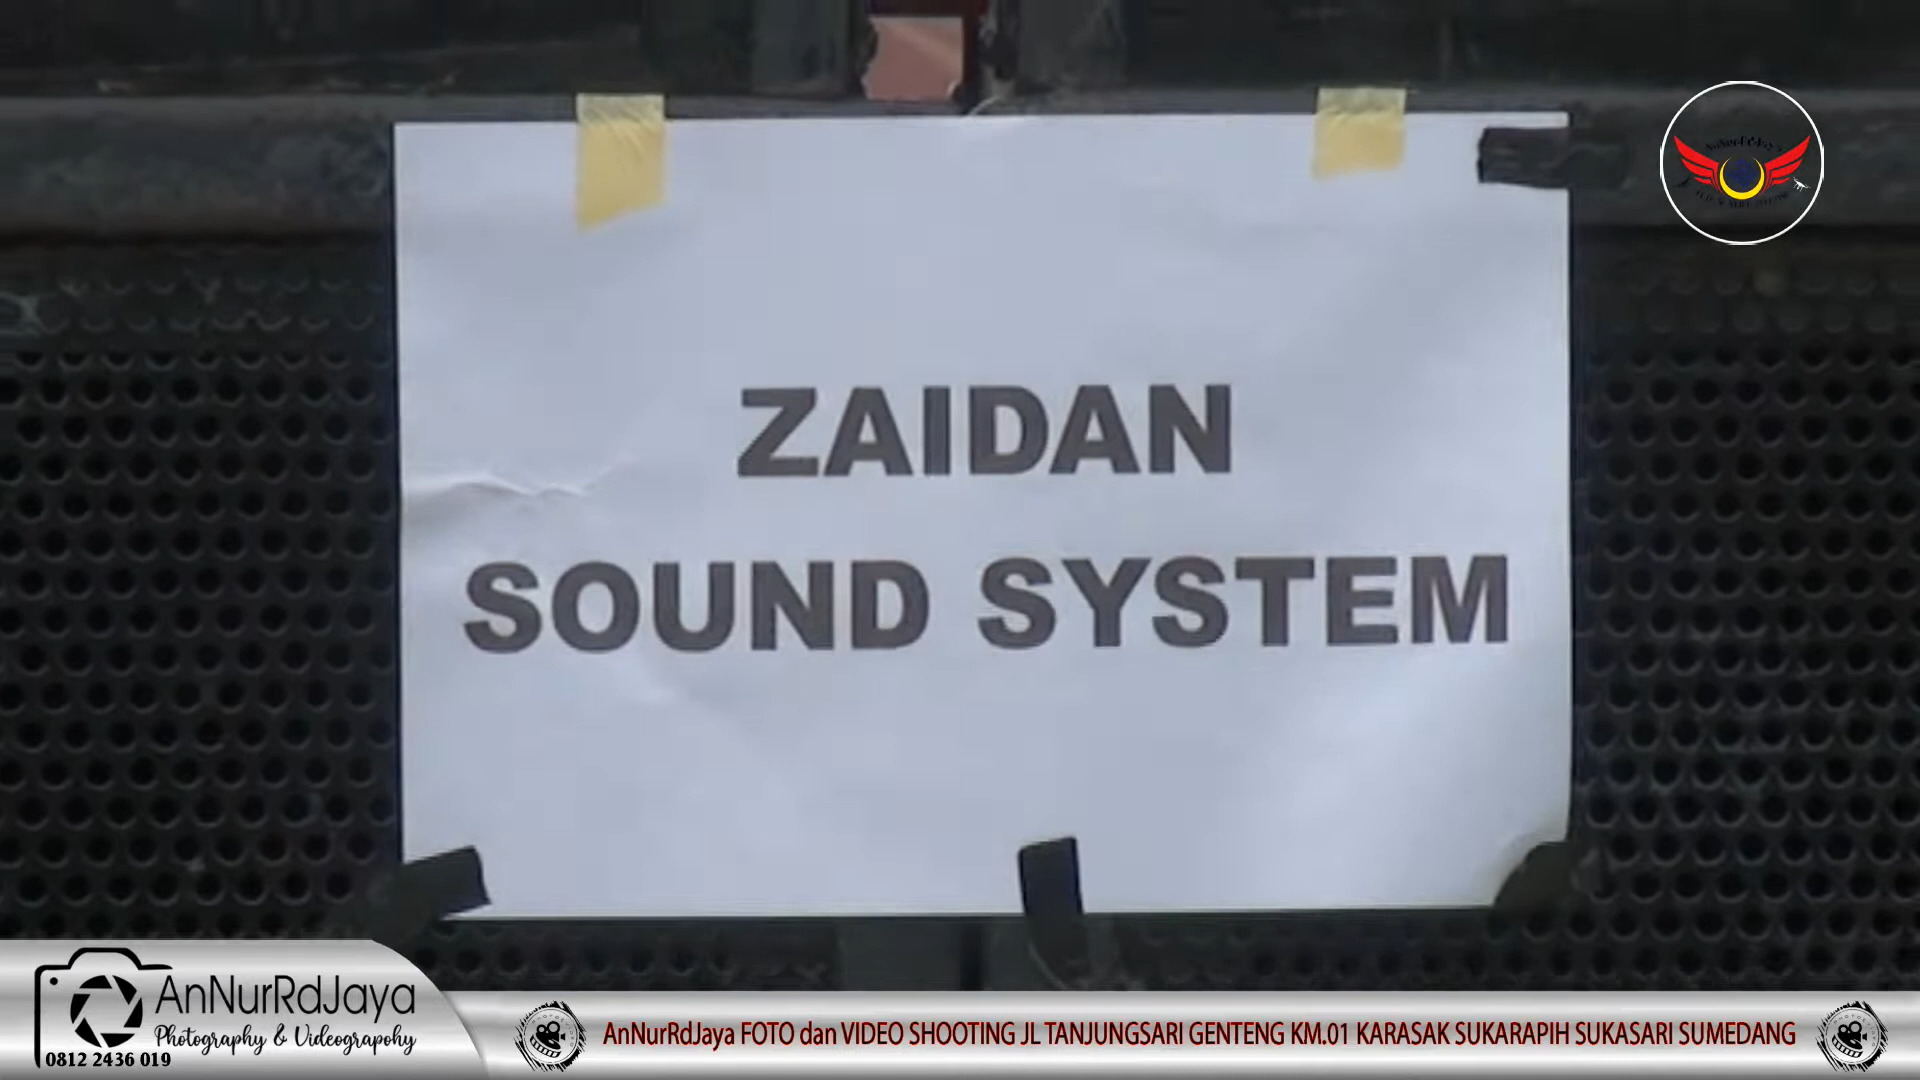 ZAIDAN
SOUND SYSTEM
AnNurRdJaya
Photography & Videograpohy
0812 2436 019
AnNurRdJaya FOTO dan VIDEO SHOOTING JL TANJUNGSARI GENTENG KM.01 KARASAK SUKARAPIH SUKASARI SUMEDANG